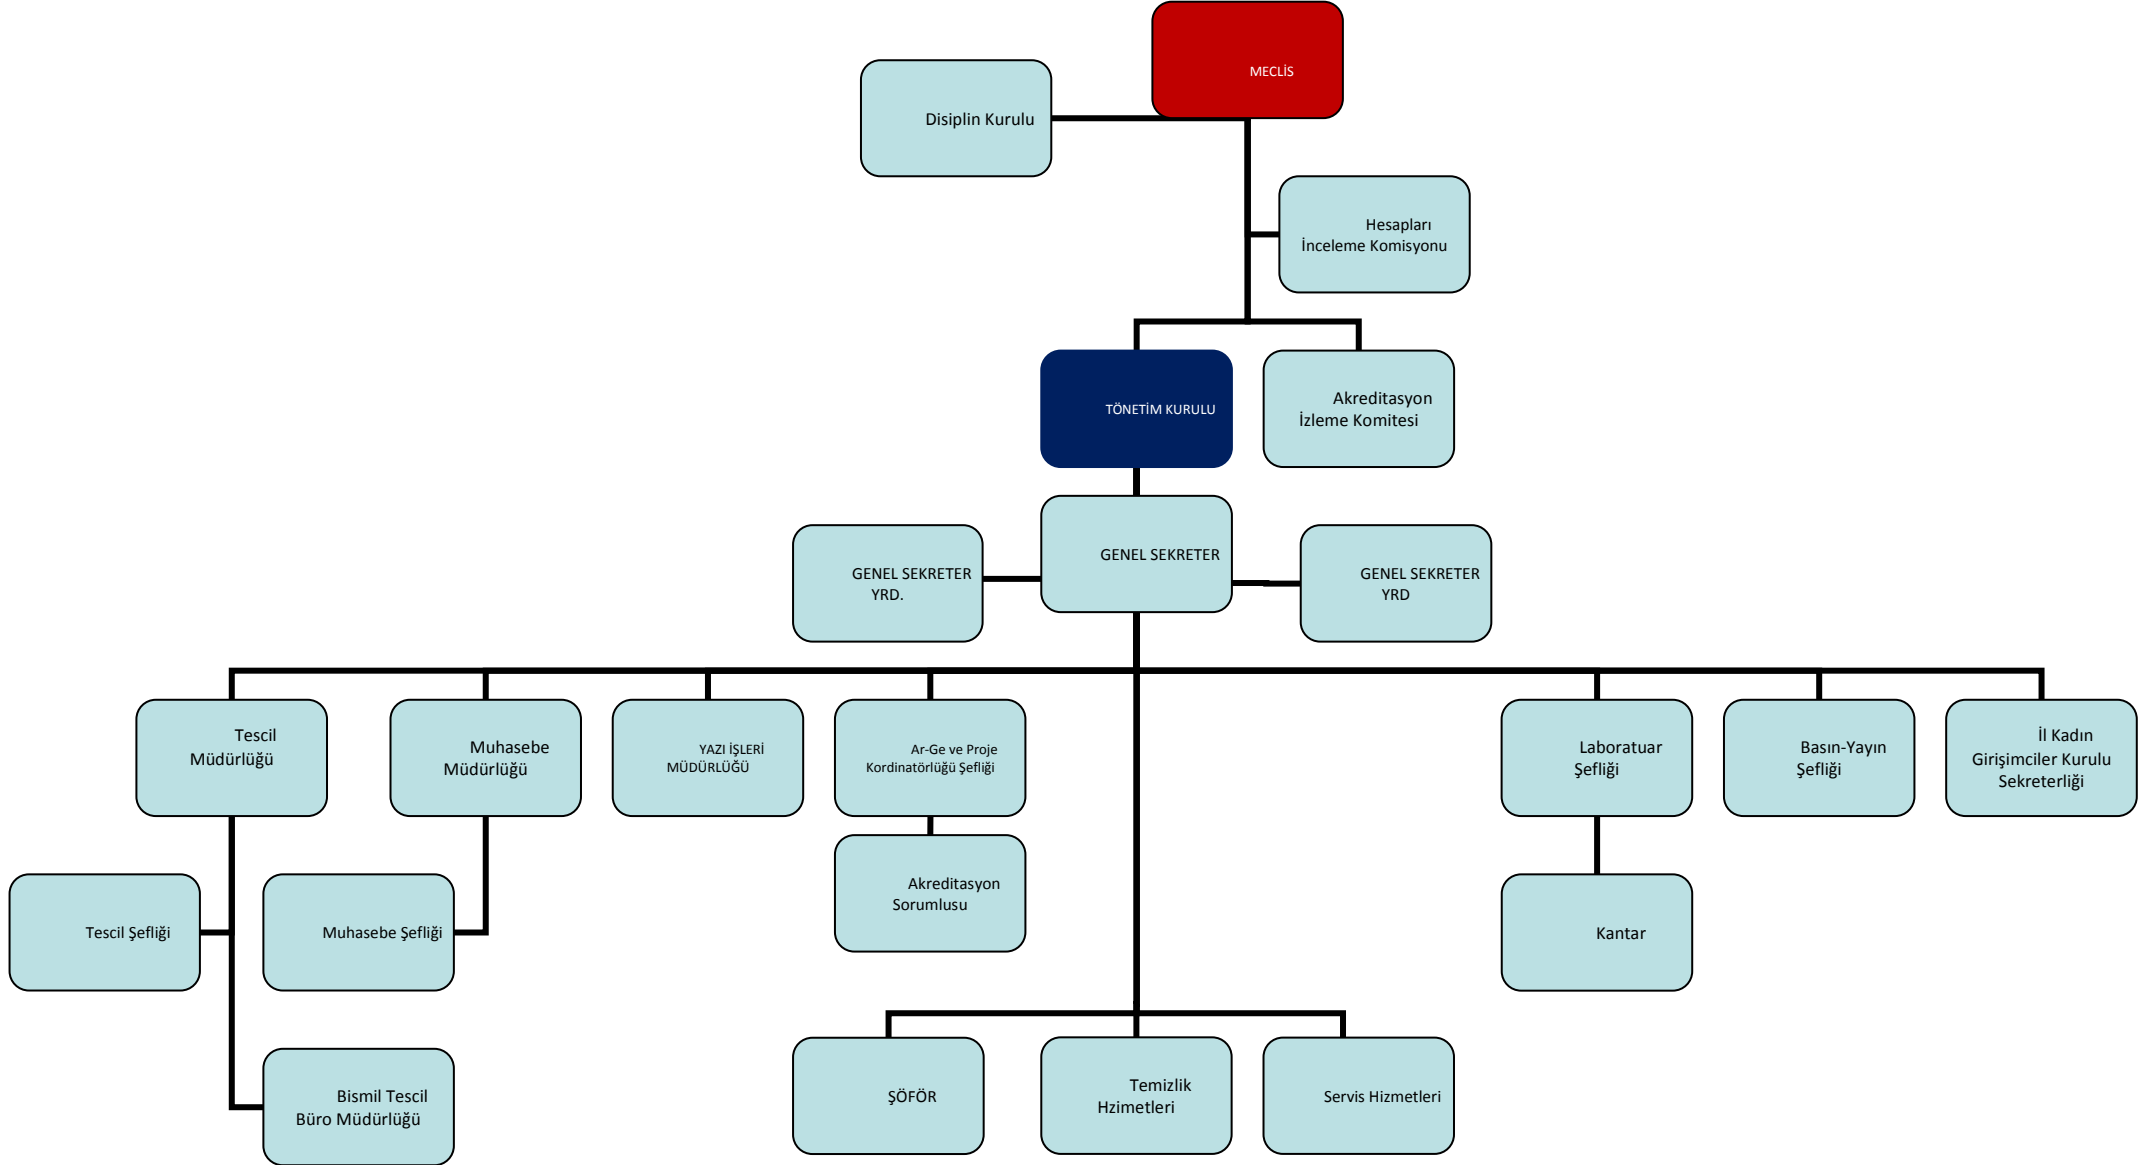 MECLİS
Disiplin Kurulu
Hesapları
İnceleme Komisyonu
TÖNETİM KURULU
Akreditasyon
İzleme Komitesi
GENEL SEKRETER
YRD.
GENEL SEKRETER
GENEL SEKRETER
YRD
Tescil
Müdürlüğü
Muhasebe
Müdürlüğü
YAZI İŞLERİ
MÜDÜRLÜĞÜ
Ar-Ge ve Proje
Kordinatörlüğü Şefliği
Laboratuar
Şefliği
Basın-Yayın
Şefliği
İl Kadın
Girişimciler Kurulu
Sekreterliği
Tescil Şefliği
Muhasebe Şefliği
Akreditasyon
Sorumlusu
Kantar
Bismil Tescil
Büro Müdürlüğü
ŞÖFÖR
Temizlik
Hzimetleri
Servis Hizmetleri